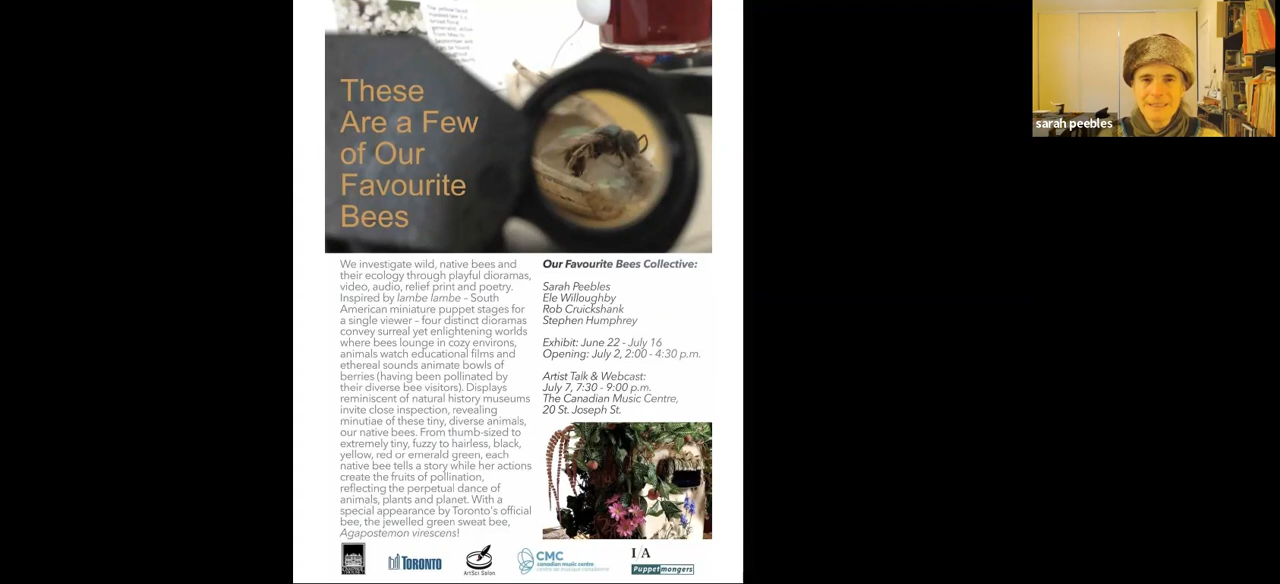 These
Are a Few
of Our
Favourite
Bees
We investigate wild, native bees and
their ecology through playful dioramas,
video, audio, relief print and poetry.
Inspired by lambe lambe – South
American miniature puppet stages for
a single viewer – four distinct dioramas
convey surreal yet enlightening worlds
where bees lounge in cozy environs,
animals watch educational films and
ethereal sounds animate bowls of
berries (having been pollinated by
their diverse bee visitors). Displays
reminiscent of natural history museums
invite close inspection, revealing
minutiae of these tiny, diverse animals,
our native bees. From thumb-sized to
extremely tiny, fuzzy to hairless, black,
yellow, red or emerald green, each
native bee tells a story while her actions
create the fruits of pollination,
reflecting the perpetual dance of
animals, plants and planet. With a
special appearance by Toronto's official
bee, the jewelled green sweat bee,
Agapostemon virescens!
Our Favourite Bees Collective:
Sarah Peebles
Ele Willoughby
Rob Cruickshank
Stephen Humphrey
Exhibit: June 22 - July 16
Opening: July 2, 2:00 - 4:30 p.m.
Artist Talk & Webcast:
July 7, 7:30 - 9:00 p.m.
The Canadian Music Centre,
20 St. Joseph St.
TORONTO
ArtSci Salon
CMC
canadian music centre
centre de musique canadienne
I/A
Puppetmongers
sarah peebles